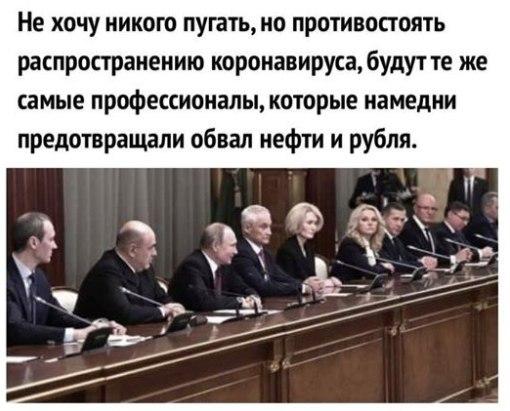 Не хочу никого пугать, но противостоять
распространению коронавируса, будут те же
самые профессионалы, которые намедни
предотвращали обвал нефти и рубля.